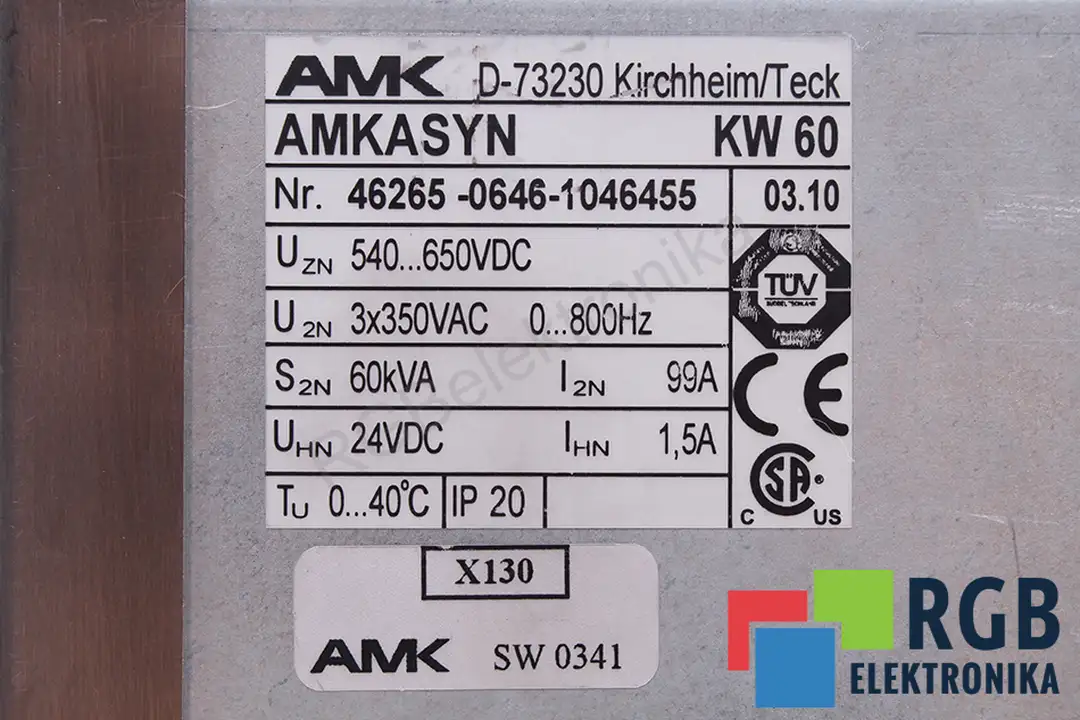 AMK D-73230 Kirchheim/Teck
AMKASYN KW 60
Nr. 46265 -0646-1046455 03.10
UZN 540...650VDC
TÜV
U2N 3x350VAC 0...800Hz
S2N 60kVA I2N 99A
CE
UHN 24VDC IHN 1,5A
SA
C US
TU 0...40°C IP 20
X130
AMK SW 0341
RGB
ELEKTRONIKA
RGBelektronika